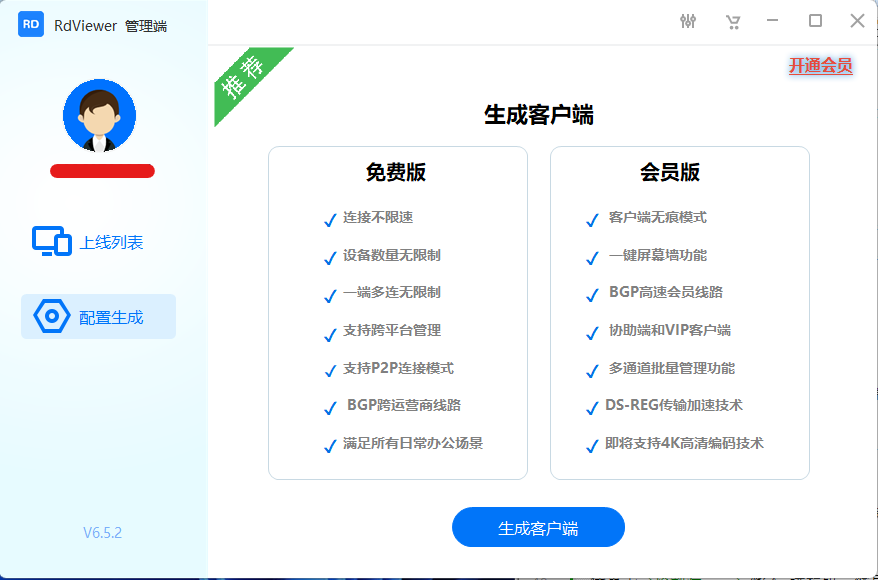 RD RdViewer 管理端
开通会员
推荐
生成客户端
免费版
连接不限速
设备数量无限制
一端多连无限制
支持跨平台管理
支持P2P连接模式
BGP跨运营商线路
满足所有日常办公场景
会员版
客户端无痕模式
一键屏幕墙功能
BGP高速会员线路
协助端和VIP客户端
多通道批量管理功能
DS-REG传输加速技术
即将支持4K高清编码技术
上线列表
配置生成
生成客户端
V6.5.2